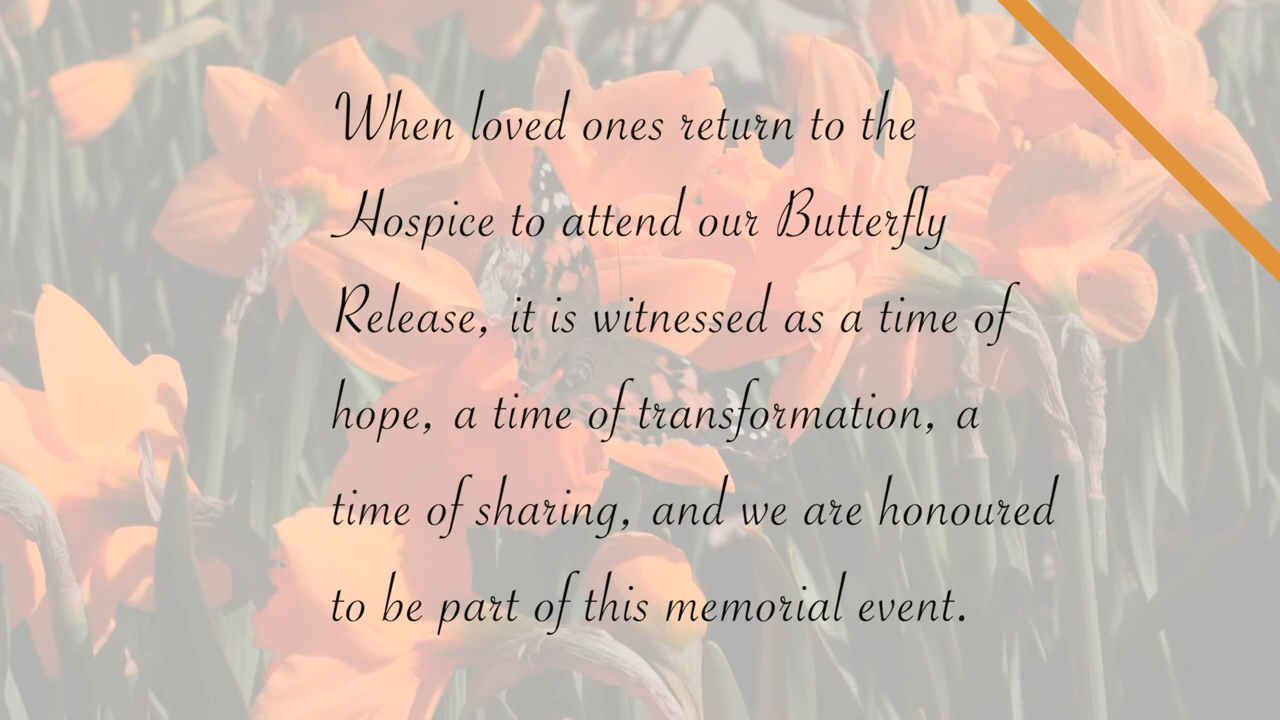 When loved ones return to the
Hospice to attend our Butterfly
Release, it is witnessed as a time of
hope, a time of transformation, a
time of sharing, and we are honoured
to be part of this memorial event.